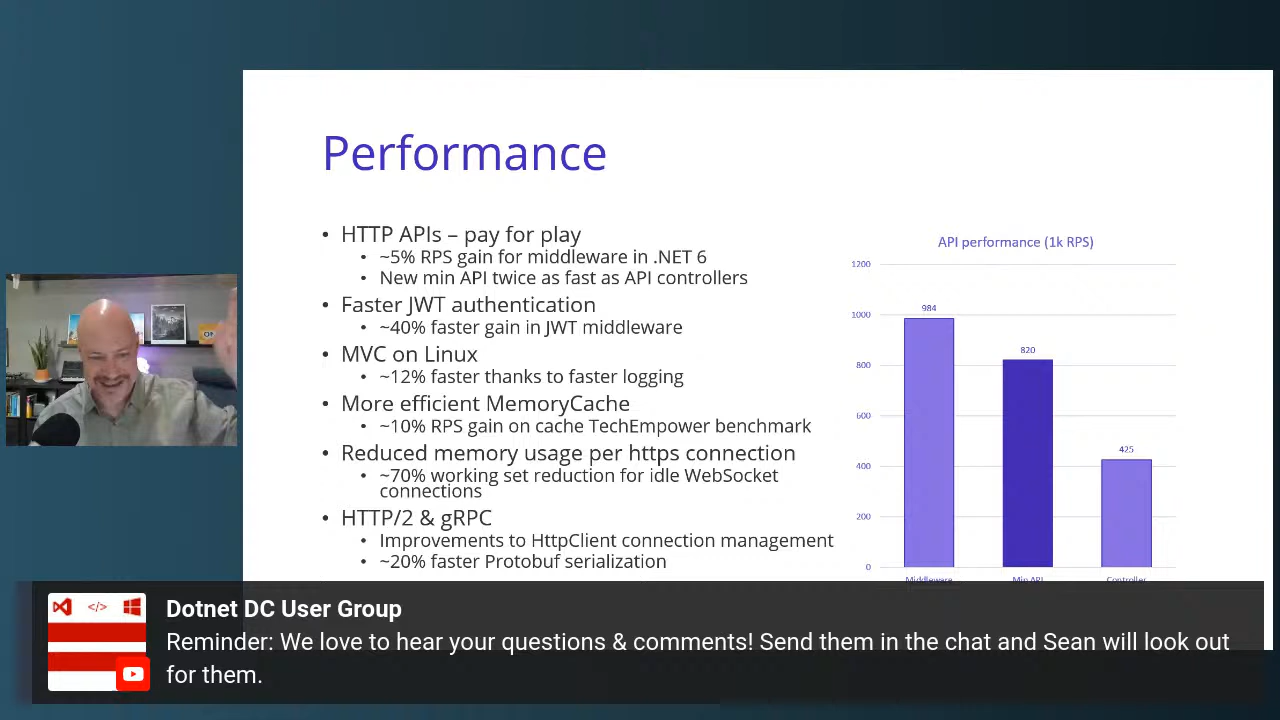 Performance
HTTP APIs – pay for play
~5% RPS gain for middleware in .NET 6
New min API twice as fast as API controllers
Faster JWT authentication
~40% faster gain in JWT middleware
MVC on Linux
~12% faster thanks to faster logging
More efficient MemoryCache
~10% RPS gain on cache TechEmpower benchmark
Reduced memory usage per https connection
~70% working set reduction for idle WebSocket
connections
HTTP/2 & gRPC
Improvements to HttpClient connection management
~20% faster Protobuf serialization
API performance (1k RPS)
1200
1000
800
600
400
200
0
984
820
425
Middleware
Min API
Controller
</>
Dotnet DC User Group
Reminder: We love to hear your questions & comments! Send them in the chat and Sean will look out
for them.